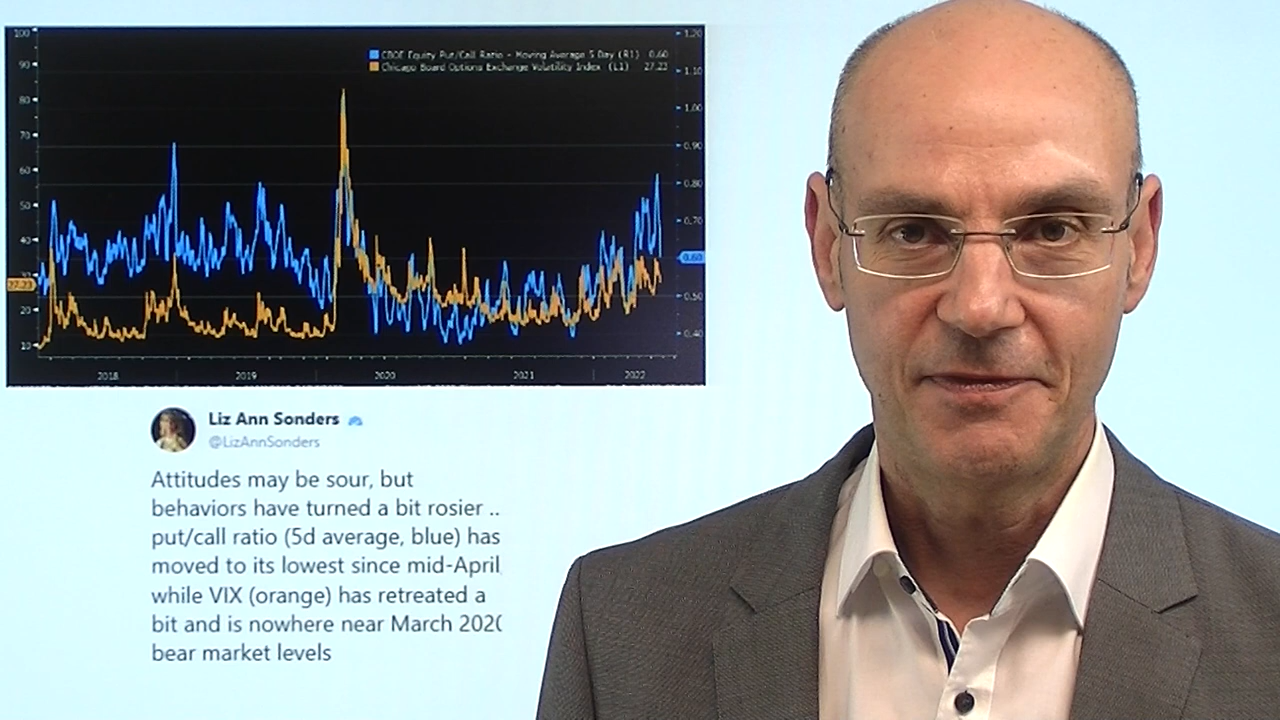 100
90
80
70
60
50
40
30
27.23
20
10
CBOE Equity Put/Call Ratio - Moving Average 5 Day (R1) 0.60
Chicago Board Options Exchange Volatility Index (L1) 27.23
1.20
1.10
1.00
0.90
0.80
0.70
0.60
0.50
0.40
2018 2019 2020 2021 2022
Liz Ann Sonders
@LizAnnSonders
Attitudes may be sour, but
behaviors have turned a bit rosier ..
put/call ratio (5d average, blue) has
moved to its lowest since mid-April,
while VIX (orange) has retreated a
bit and is nowhere near March 2020
bear market levels